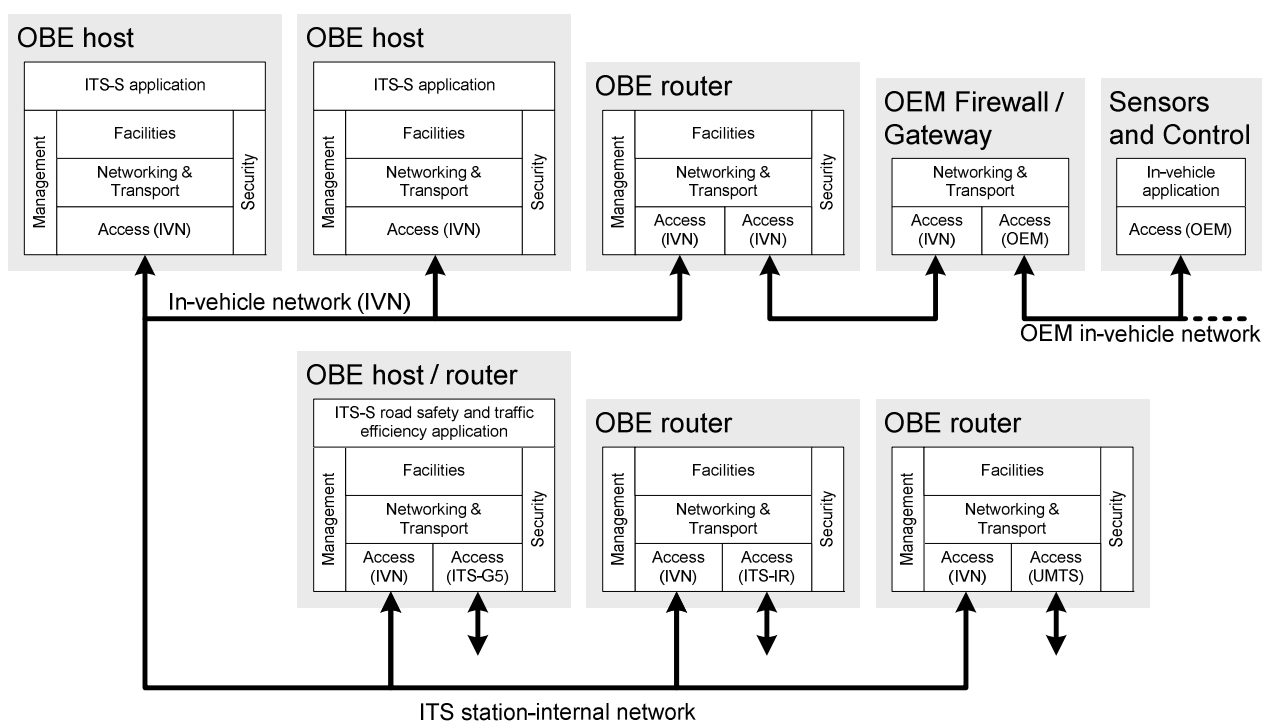 OBE host
ITS-S application
Management
Facilities
Networking &
Transport
Access (IVN)
Security
OBE host
ITS-S application
Management
Facilities
Networking &
Transport
Access (IVN)
Security
OBE router
Management
Facilities
Networking &
Transport
Access
(IVN)
Access
(IVN)
Security
OEM Firewall /
Gateway
Networking &
Transport
Access
(IVN)
Access
(OEM)
Sensors
and Control
In-vehicle
application
Access (OEM)
In-vehicle network (IVN)
OEM in-vehicle network
OBE host / router
ITS-S road safety and traffic
efficiency application
Management
Facilities
Networking &
Transport
Access
(IVN)
Access
(ITS-G5)
Security
OBE router
Management
Facilities
Networking &
Transport
Access
(IVN)
Access
(ITS-IR)
Security
OBE router
Management
Facilities
Networking &
Transport
Access
(IVN)
Access
(UMTS)
Security
ITS station-internal network